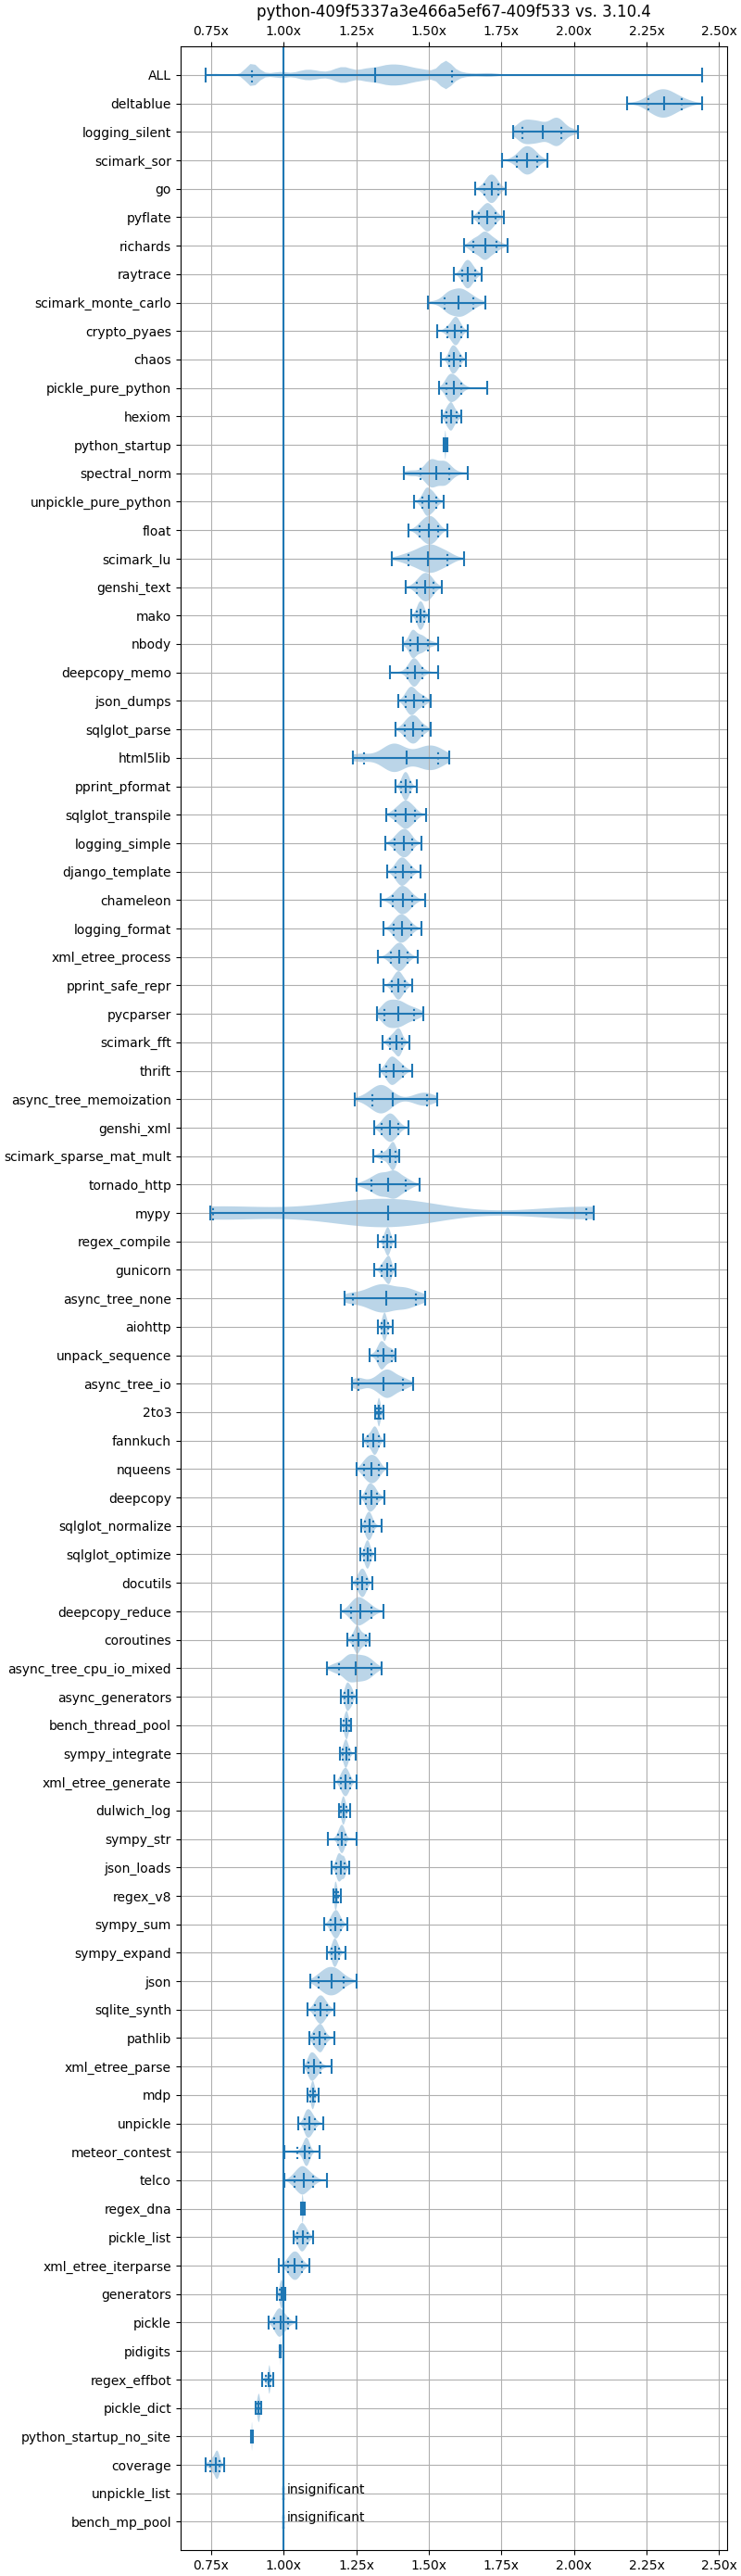 python-409f5337a3e466a5ef67-409f533 vs. 3.10.4
0.75x 1.00x 1.25x 1.50x 1.75x 2.00x 2.25x 2.50x
ALL
deltablue
logging_silent
scimark_sor
go
pyflate
richards
raytrace
scimark_monte_carlo
crypto_pyaes
chaos
pickle_pure_python
hexiom
python_startup
spectral_norm
unpickle_pure_python
float
scimark_lu
genshi_text
mako
nbody
deepcopy_memo
json_dumps
sqlglot_parse
html5lib
pprint_pformat
sqlglot_transpile
logging_simple
django_template
chameleon
logging_format
xml_etree_process
pprint_safe_repr
pycparser
scimark_fft
thrift
async_tree_memoization
genshi_xml
scimark_sparse_mat_mult
tornado_http
mypy
regex_compile
gunicorn
async_tree_none
aiohttp
unpack_sequence
async_tree_io
2to3
fannkuch
nqueens
deepcopy
sqlglot_normalize
sqlglot_optimize
docutils
deepcopy_reduce
coroutines
async_tree_cpu_io_mixed
async_generators
bench_thread_pool
sympy_integrate
xml_etree_generate
dulwich_log
sympy_str
json_loads
regex_v8
sympy_sum
sympy_expand
json
sqlite_synth
pathlib
xml_etree_parse
mdp
unpickle
meteor_contest
telco
regex_dna
pickle_list
xml_etree_iterparse
generators
pickle
pidigits
regex_effbot
pickle_dict
python_startup_no_site
coverage
unpickle_list insignificant
bench_mp_pool insignificant
0.75x 1.00x 1.25x 1.50x 1.75x 2.00x 2.25x 2.50x